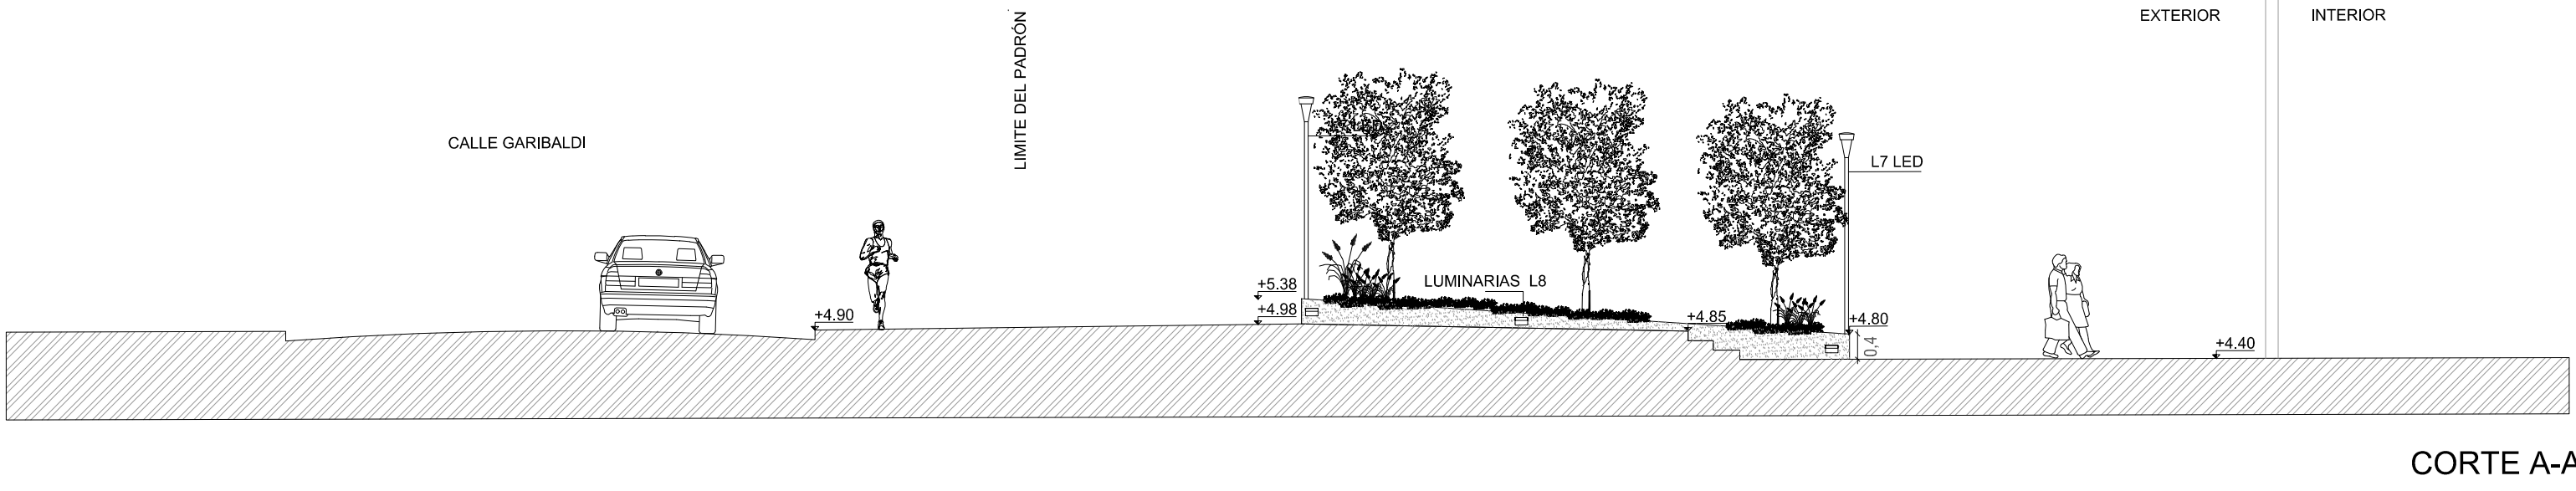 EXTERIOR
INTERIOR
LIMITE DEL PADRÓN
CALLE GARIBALDI
L7 LED
LUMINARIAS L8
+5.38
+4.98
+4.90
+4.85
+4.80
0,4
+4.40
CORTE A-A